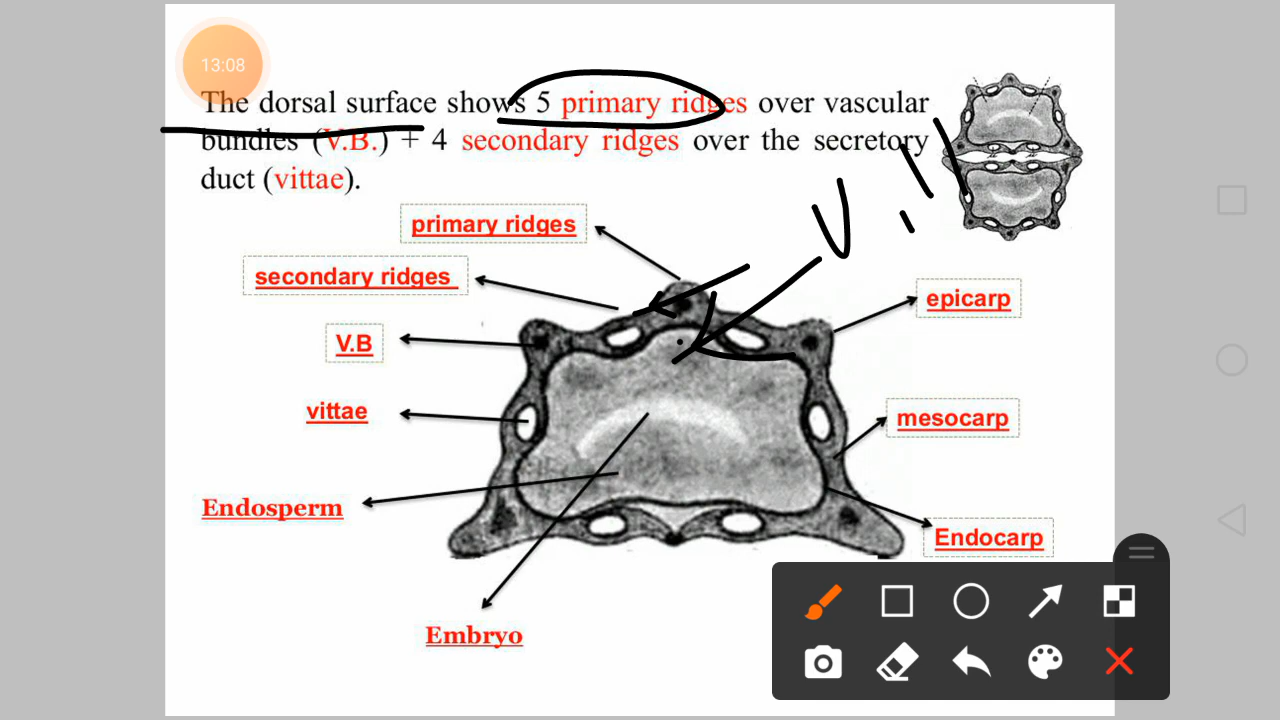 13:08
The dorsal surface shows 5 primary ridges over vascular
bundles (V.B.) + 4 secondary ridges over the secretory
duct (vittae).
primary ridges
secondary ridges
epicarp
V.B
vittae
mesocarp
Endosperm
Endocarp
Embryo